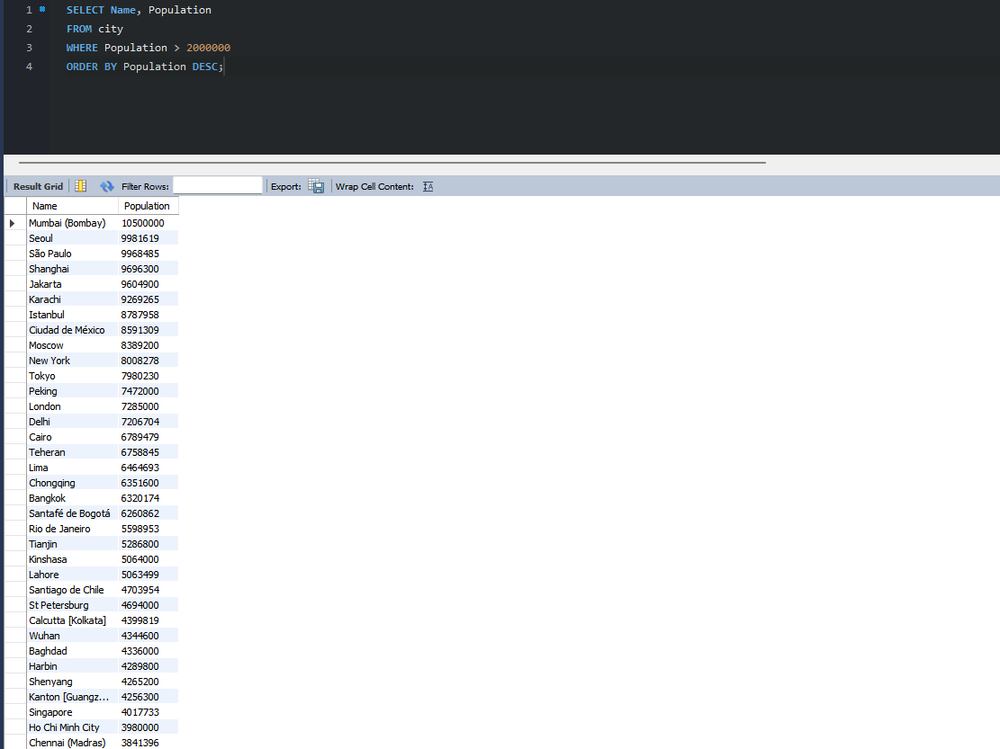 1 SELECT Name, Population
2 FROM city
3 WHERE Population > 2000000
4 ORDER BY Population DESC;
Result Grid Filter Rows: Export: Wrap Cell Content: IA
Name Population
Mumbai (Bombay) 10500000
Seoul 9981619
São Paulo 9968485
Shanghai 9696300
Jakarta 9604900
Karachi 9269265
Istanbul 8787958
Ciudad de México 8591309
Moscow 8389200
New York 8008278
Tokyo 7980230
Peking 7472000
London 7285000
Delhi 7206704
Cairo 6789479
Teheran 6758845
Lima 6464693
Chongqing 6351600
Bangkok 6320174
Santafé de Bogotá 6260862
Rio de Janeiro 5598953
Tianjin 5286800
Kinshasa 5064000
Lahore 5063499
Santiago de Chile 4703954
St Petersburg 4694000
Calcutta [Kolkata] 4399819
Wuhan 4344600
Baghdad 4336000
Harbin 4289800
Shenyang 4265200
Kanton [Guangz... 4256300
Singapore 4017733
Ho Chi Minh City 3980000
Chennai (Madras) 3841396